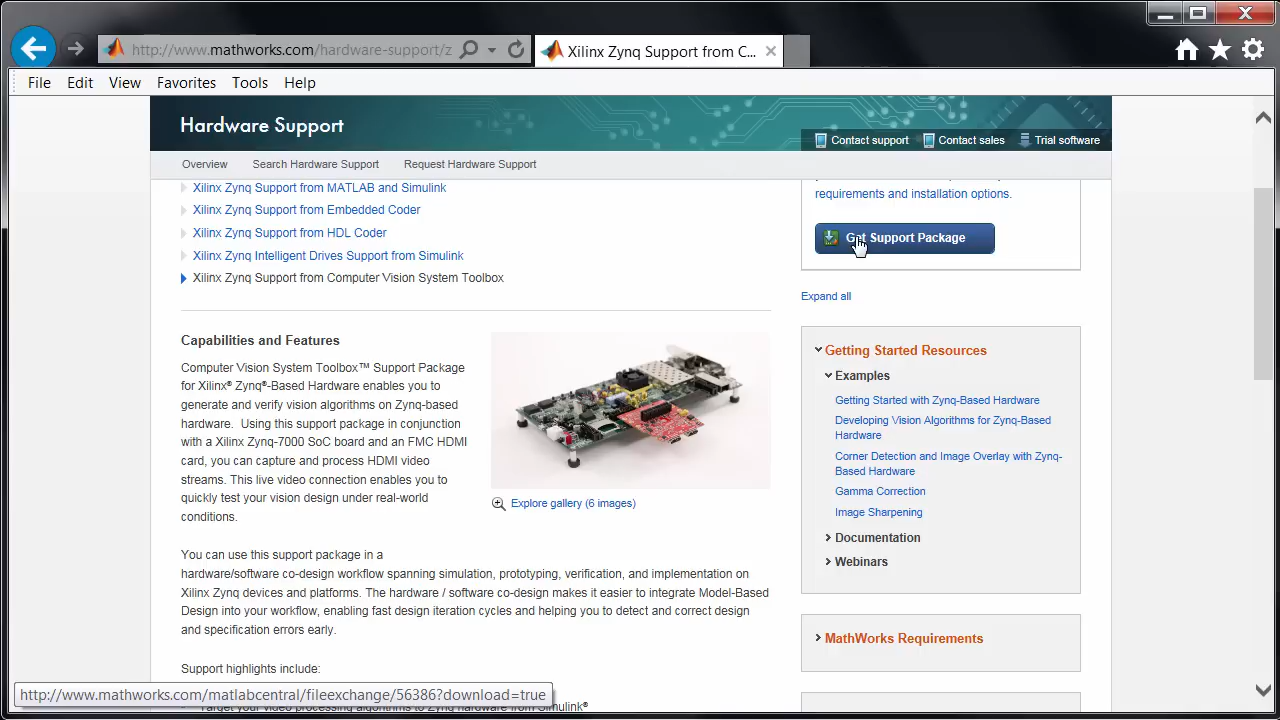 http://www.mathworks.com/hardware-support/z
Xilinx Zynq Support from C...
File Edit View Favorites Tools Help
Hardware Support
Contact support Contact sales Trial software
Overview Search Hardware Support Request Hardware Support
Xilinx Zynq Support from MATLAB and Simulink
Xilinx Zynq Support from Embedded Coder
Xilinx Zynq Support from HDL Coder
Xilinx Zynq Intelligent Drives Support from Simulink
Xilinx Zynq Support from Computer Vision System Toolbox
requirements and installation options.
Get Support Package
Expand all
Capabilities and Features
Computer Vision System Toolbox™ Support Package
for Xilinx® Zynq®-Based Hardware enables you to
generate and verify vision algorithms on Zynq-based
hardware. Using this support package in conjunction
with a Xilinx Zynq-7000 SoC board and an FMC HDMI
card, you can capture and process HDMI video
streams. This live video connection enables you to
quickly test your vision design under real-world
conditions.
Explore gallery (6 images)
You can use this support package in a
hardware/software co-design workflow spanning simulation, prototyping, verification, and implementation on
Xilinx Zynq devices and platforms. The hardware / software co-design makes it easier to integrate Model-Based
Design into your workflow, enabling fast design iteration cycles and helping you to detect and correct design
and specification errors early.
Support highlights include:
Target your video processing algorithms to Zynq hardware from Simulink®
Getting Started Resources
Examples
Getting Started with Zynq-Based Hardware
Developing Vision Algorithms for Zynq-Based
Hardware
Corner Detection and Image Overlay with Zynq-
Based Hardware
Gamma Correction
Image Sharpening
Documentation
Webinars
MathWorks Requirements
http://www.mathworks.com/matlabcentral/fileexchange/56386?download=true